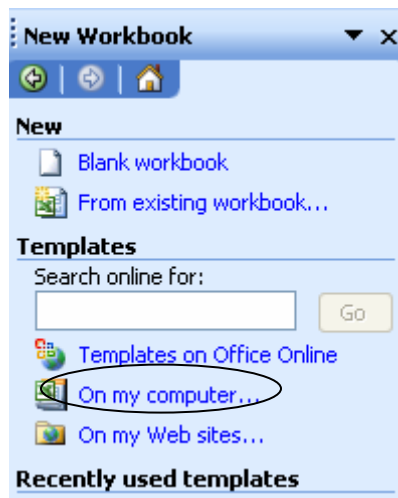 New Workbook
New
Blank workbook
From existing workbook...
Templates
Search online for:
Go
Templates on Office Online
On my computer...
On my Web sites...
Recently used templates